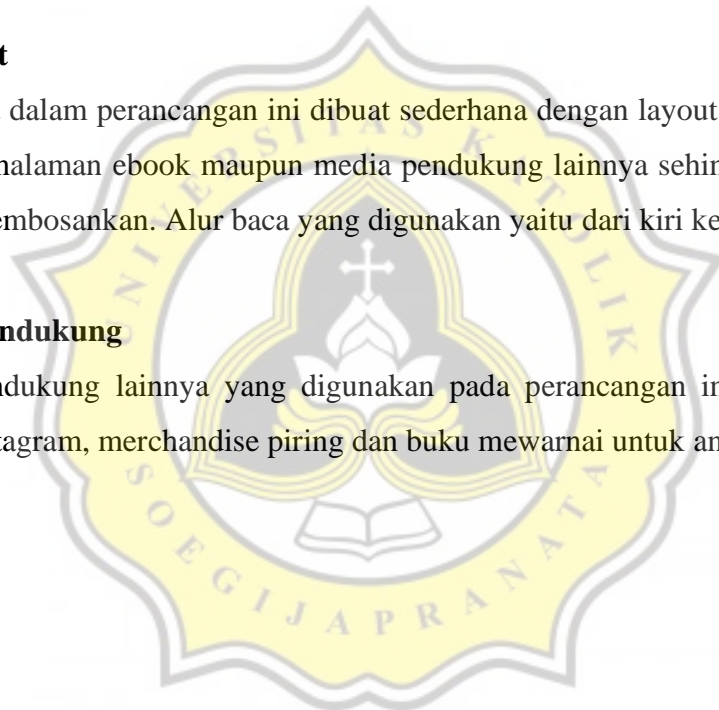 t
dalam perancangan ini dibuat sederhana dengan layout
halaman ebook maupun media pendukung lainnya sehin
embosankan. Alur baca yang digunakan yaitu dari kiri ke
ndukung
ndukung lainnya yang digunakan pada perancangan in
tagram, merchandise piring dan buku mewarnai untuk an
UNIVERSITAS KATOLIK
SOEGIJAPRANATA